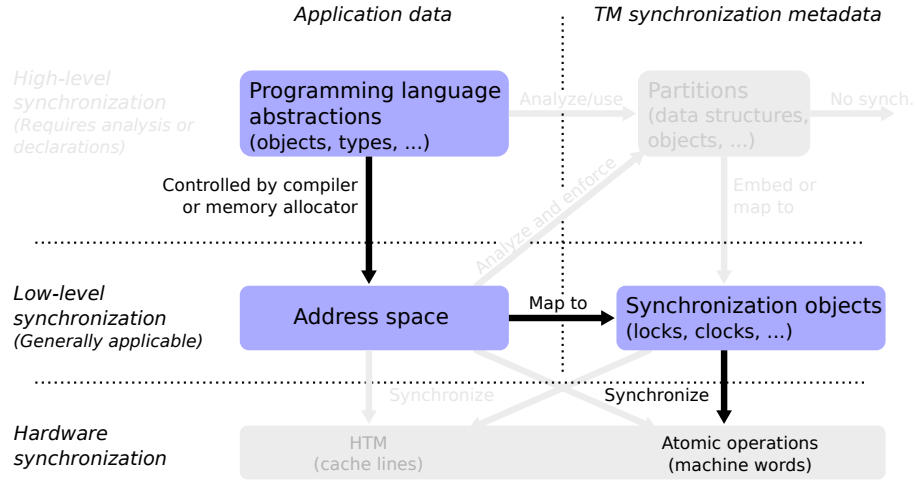 Application data
TM synchronization metadata
High-level
synchronization
(Requires analysis or
declarations)
Programming language
abstractions
(objects, types, ...)
Analyze/use
Partitions
(data structures,
objects, ...)
No synch.
Controlled by compiler
or memory allocator
Analyze and enforce
Embed or
map to
Low-level
synchronization
(Generally applicable)
Address space
Map to
Synchronization objects
(locks, clocks, ...)
Synchronize
Synchronize
Hardware
synchronization
HTM
(cache lines)
Atomic operations
(machine words)